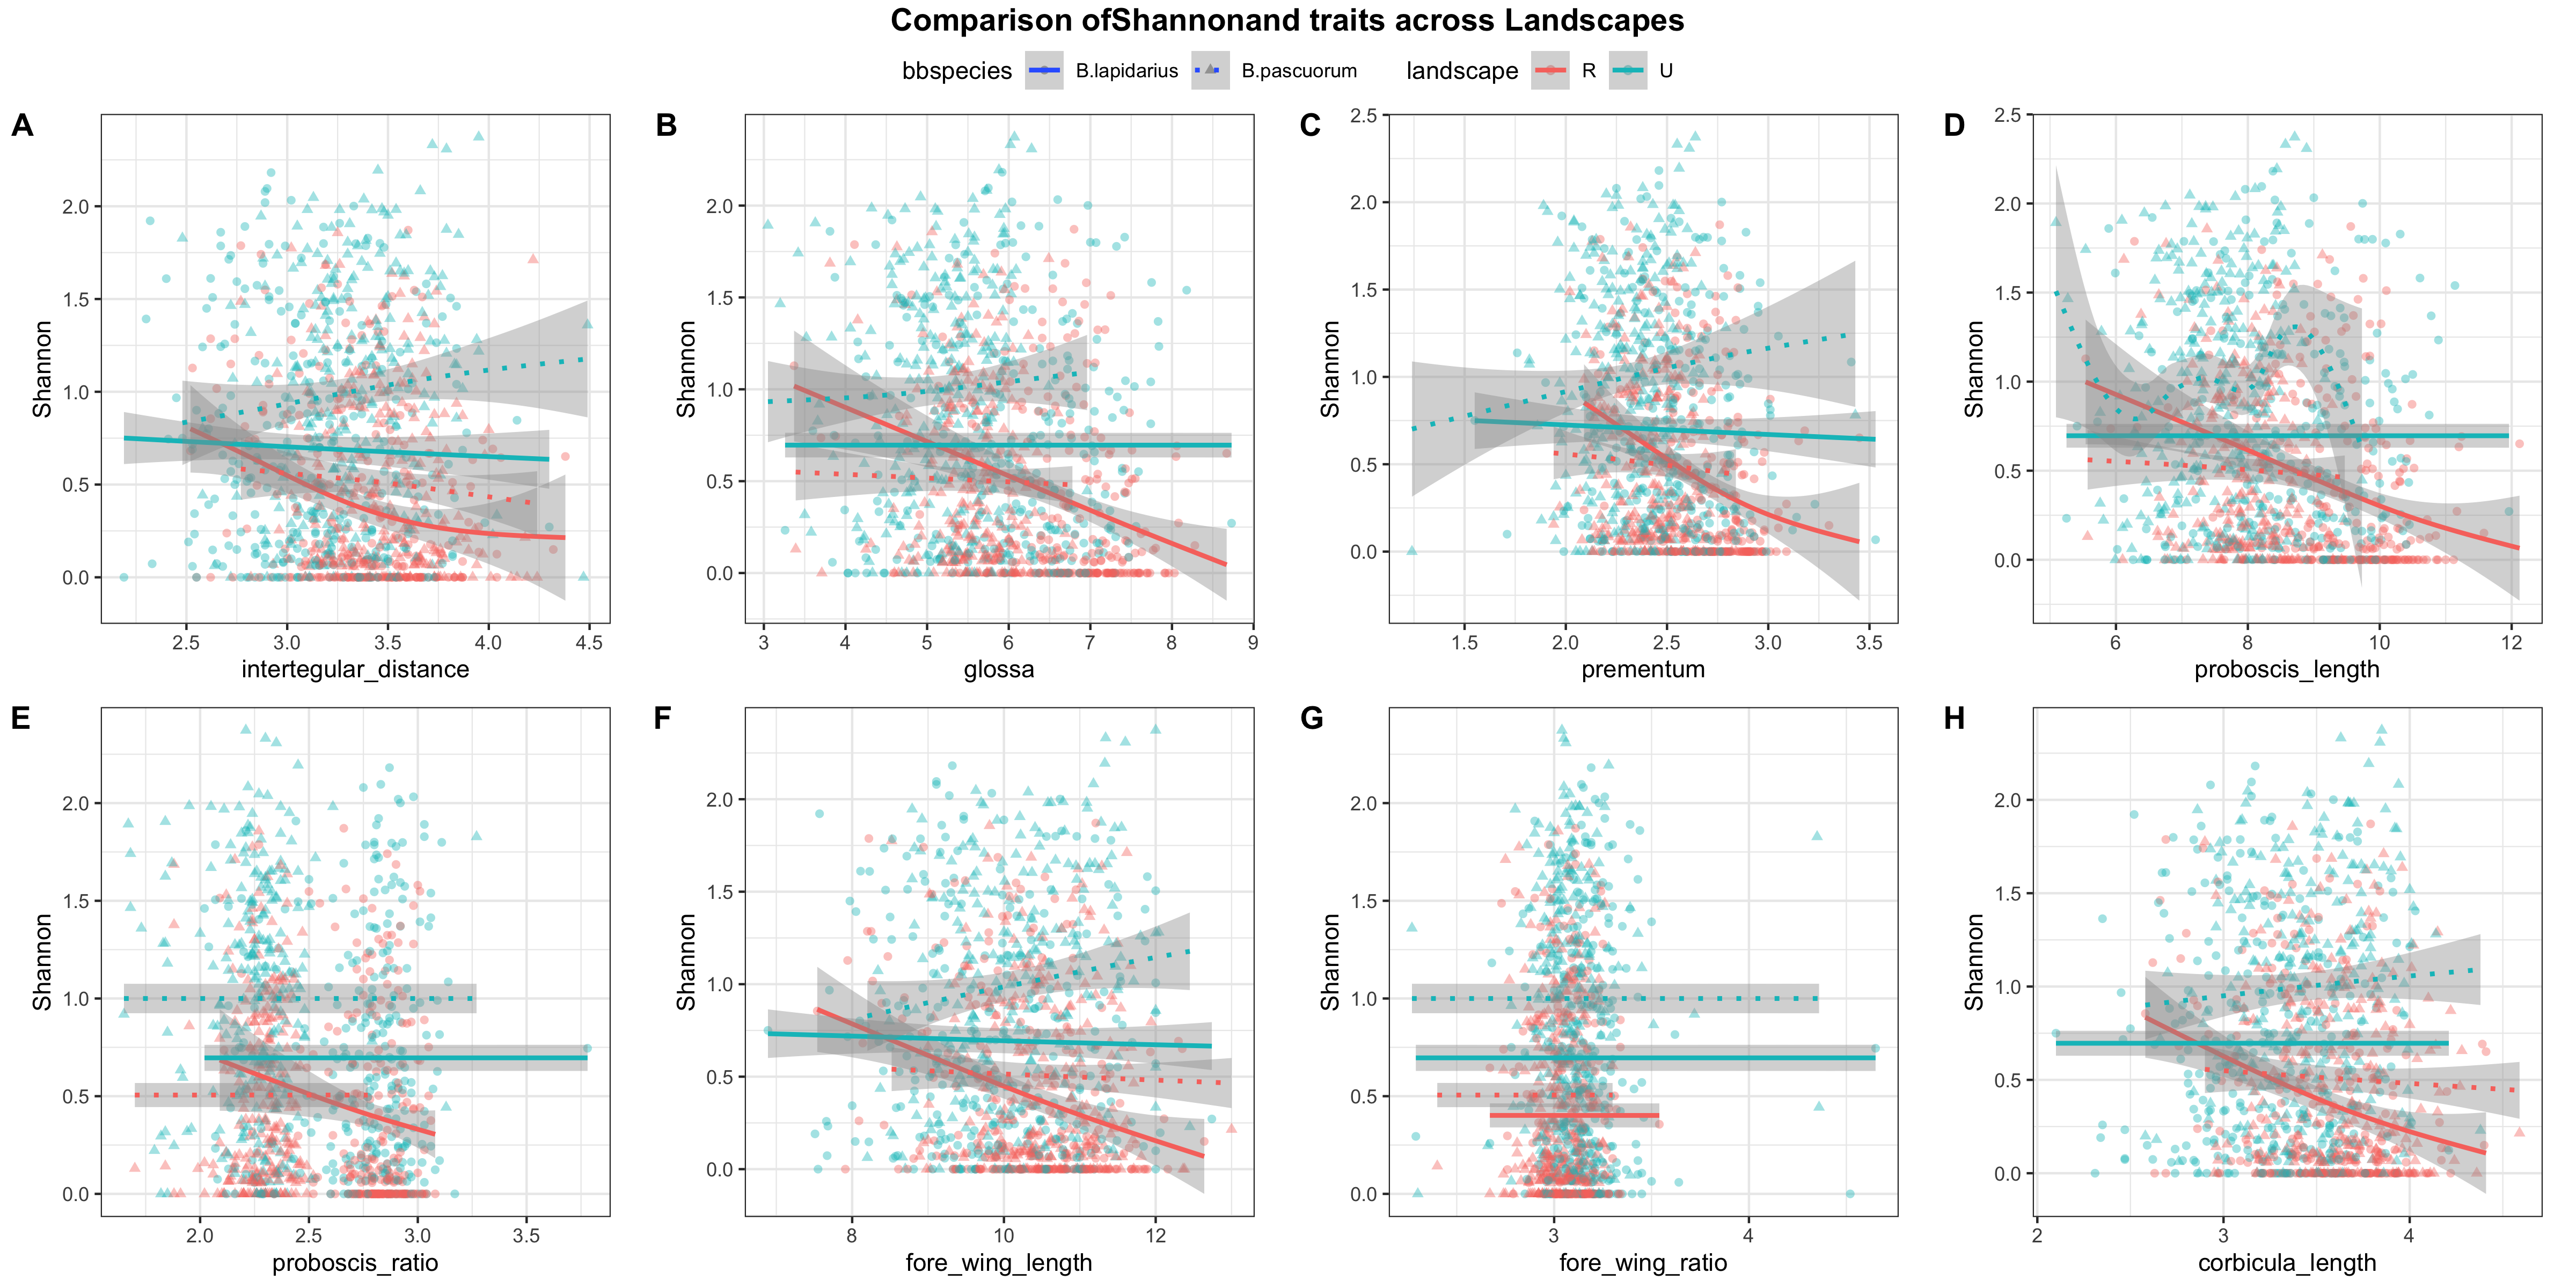 Comparison ofShannonand traits across Landscapes
bbspecies B.lapidarius B.pascuorum landscape R U
A
Shannon
2.0
1.5
1.0
0.5
0.0
2.5 3.0 3.5 4.0 4.5
intertegular_distance
B
Shannon
2.0
1.5
1.0
0.5
0.0
3 4 5 6 7 8 9
glossa
C
Shannon
2.5
2.0
1.5
1.0
0.5
0.0
1.5 2.0 2.5 3.0 3.5
prementum
D
Shannon
2.5
2.0
1.5
1.0
0.5
0.0
6 8 10 12
proboscis_length
E
Shannon
2.0
1.5
1.0
0.5
0.0
2.0 2.5 3.0 3.5
proboscis_ratio
F
Shannon
2.0
1.5
1.0
0.5
0.0
8 10 12
fore_wing_length
G
Shannon
2.0
1.5
1.0
0.5
0.0
3 4
fore_wing_ratio
H
Shannon
2.0
1.5
1.0
0.5
0.0
2 3 4
corbicula_length